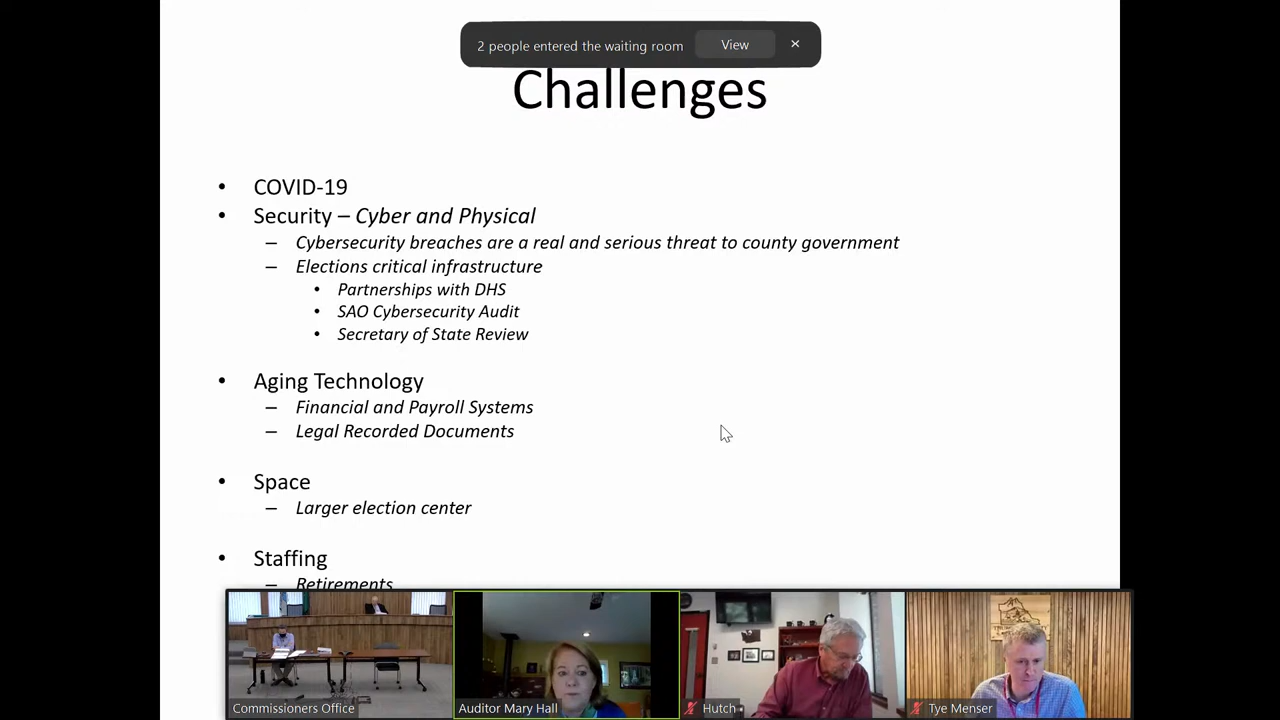 2 people entered the waiting room
View
Challenges
• COVID-19
• Security – Cyber and Physical
– Cybersecurity breaches are a real and serious threat to county government
– Elections critical infrastructure
• Partnerships with DHS
• SAO Cybersecurity Audit
• Secretary of State Review
• Aging Technology
– Financial and Payroll Systems
– Legal Recorded Documents
• Space
– Larger election center
• Staffing
– Retirements
Commissioners Office
Auditor Mary Hall
Hutch
Tye Menser